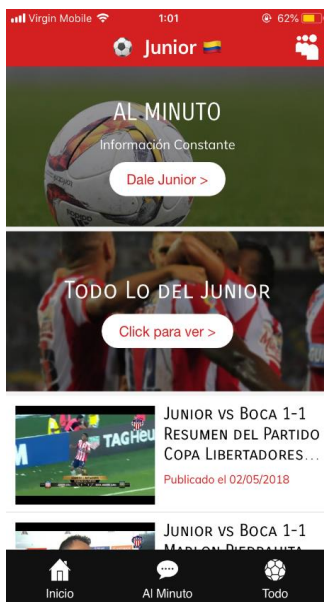 Virgin Mobile 1:01 62%
Junior
AL MINUTO
Información Constante
Dale Junior >
TODO LO DEL JUNIOR
Click para ver >
JUNIOR VS BOCA 1-1
RESUMEN DEL PARTIDO
COPA LIBERTADORES...
Publicado el 02/05/2018
TAGHeu
JUNIOR VS BOCA 1-1
MARLON PIEDRAHITA
Inicio Al Minuto Todo